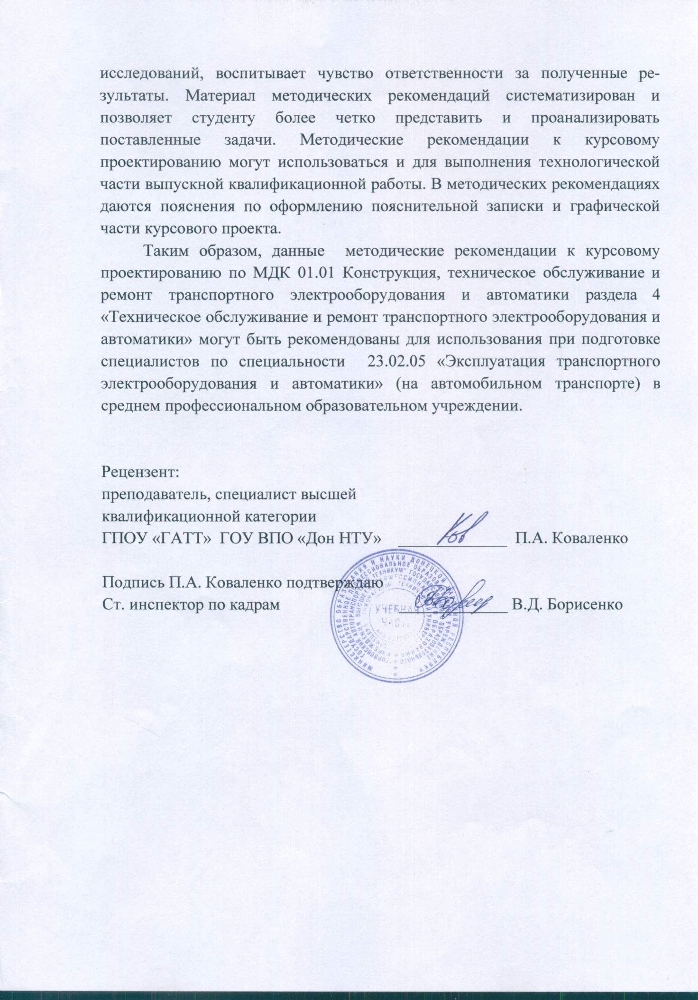 исследований, воспитывает чувство ответственности за полученные ре-
зультаты. Материал методических рекомендаций систематизирован и
позволяет студенту более четко представить и проанализировать
поставленные задачи. Методические рекомендации к курсовому
проектированию могут использоваться и для выполнения технологической
части выпускной квалификационной работы. В методических рекомендациях
даются пояснения по оформлению пояснительной записки и графической
части курсового проекта.
Таким образом, данные методические рекомендации к курсовому
проектированию по МДК 01.01 Конструкция, техническое обслуживание и
ремонт транспортного электрооборудования и автоматики раздела 4
«Техническое обслуживание и ремонт транспортного электрооборудования и
автоматики» могут быть рекомендованы для использования при подготовке
специалистов по специальности 23.02.05 «Эксплуатация транспортного
электрооборудования и автоматики» (на автомобильном транспорте) в
среднем профессиональном образовательном учреждении.
Рецензент:
преподаватель, специалист высшей
квалификационной категории
ГПОУ «ГАТТ» ГОУ ВПО «Дон НТУ» П.А. Коваленко
Подпись П.А. Коваленко подтверждаю
Ст. инспектор по кадрам В.Д. Борисенко
МИНИСТЕРСТВО ОБРАЗОВАНИЯ И НАУКИ ДОНЕЦКОЙ НАРОДНОЙ РЕСПУБЛИКИ
ГОСУДАРСТВЕННОЕ ПРОФЕССИОНАЛЬНОЕ ОБРАЗОВАТЕЛЬНОЕ УЧРЕЖДЕНИЕ
УЧЕБНАЯ
ЧАСТЬ